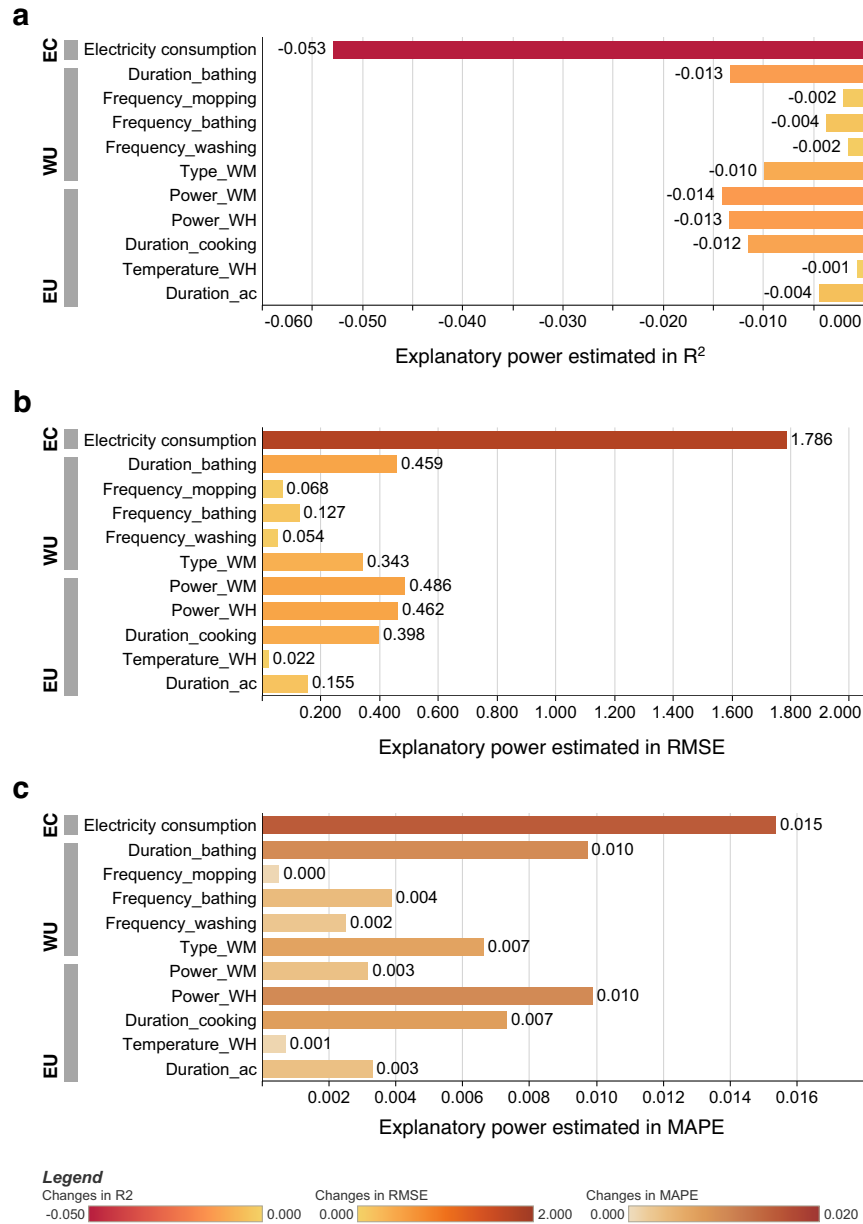 a
EC
WU
EU
Electricity consumption -0.053
Duration_bathing -0.013
Frequency_mopping -0.002
Frequency_bathing -0.004
Frequency_washing -0.002
Type_WM -0.010
Power_WM -0.014
Power_WH -0.013
Duration_cooking -0.012
Temperature_WH -0.001
Duration_ac -0.004
-0.060 -0.050 -0.040 -0.030 -0.020 -0.010 0.000
Explanatory power estimated in R²
b
EC
WU
EU
Electricity consumption 1.786
Duration_bathing 0.459
Frequency_mopping 0.068
Frequency_bathing 0.127
Frequency_washing 0.054
Type_WM 0.343
Power_WM 0.486
Power_WH 0.462
Duration_cooking 0.398
Temperature_WH 0.022
Duration_ac 0.155
0.200 0.400 0.600 0.800 1.000 1.200 1.400 1.600 1.800 2.000
Explanatory power estimated in RMSE
c
EC
WU
EU
Electricity consumption 0.015
Duration_bathing 0.010
Frequency_mopping 0.000
Frequency_bathing 0.004
Frequency_washing 0.002
Type_WM 0.007
Power_WM 0.003
Power_WH 0.010
Duration_cooking 0.007
Temperature_WH 0.001
Duration_ac 0.003
0.002 0.004 0.006 0.008 0.010 0.012 0.014 0.016
Explanatory power estimated in MAPE
Legend
Changes in R2 Changes in RMSE Changes in MAPE
-0.050 0.000 0.000 2.000 0.000 0.020